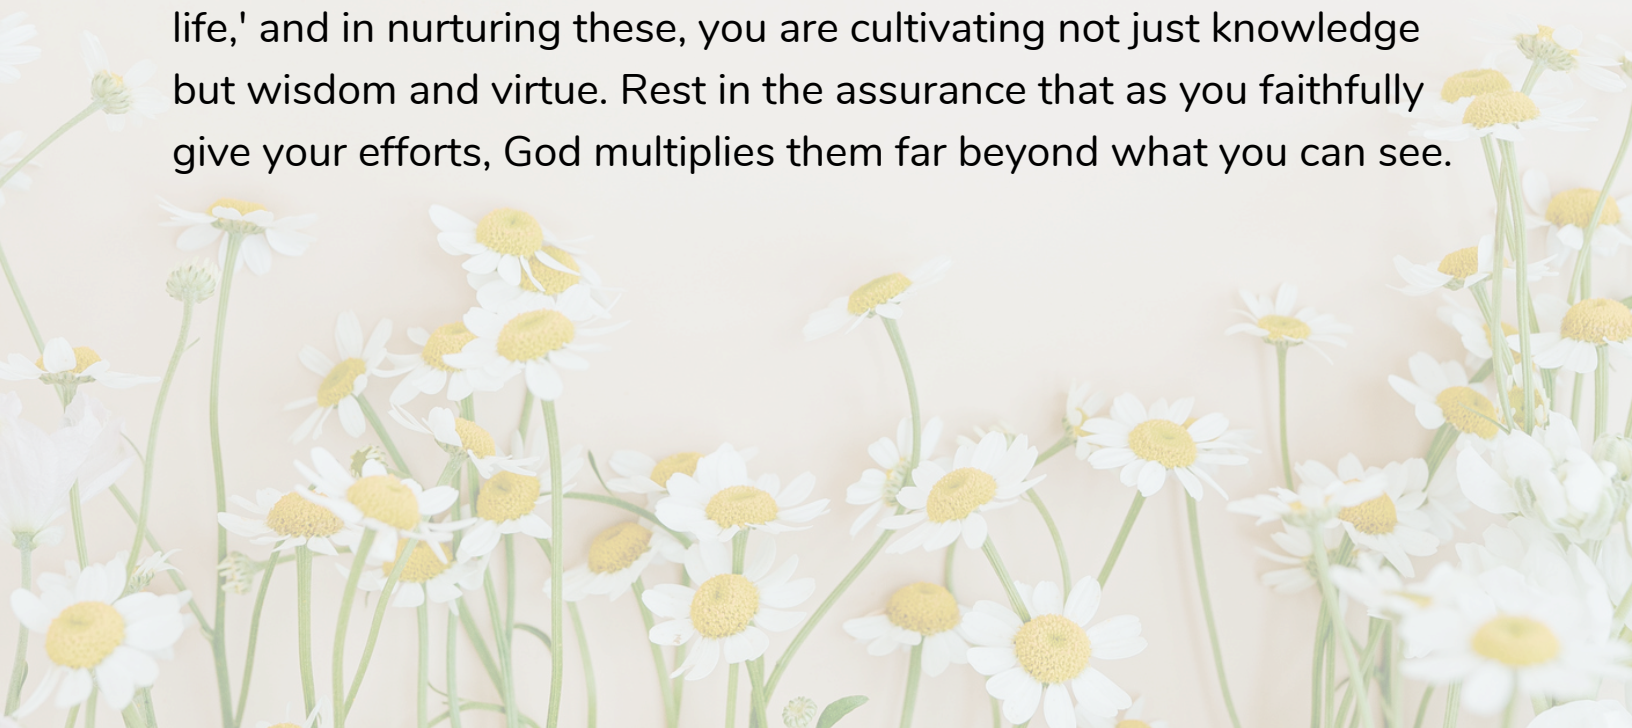 life,' and in nurturing these, you are cultivating not just knowledge
but wisdom and virtue. Rest in the assurance that as you faithfully
give your efforts, God multiplies them far beyond what you can see.